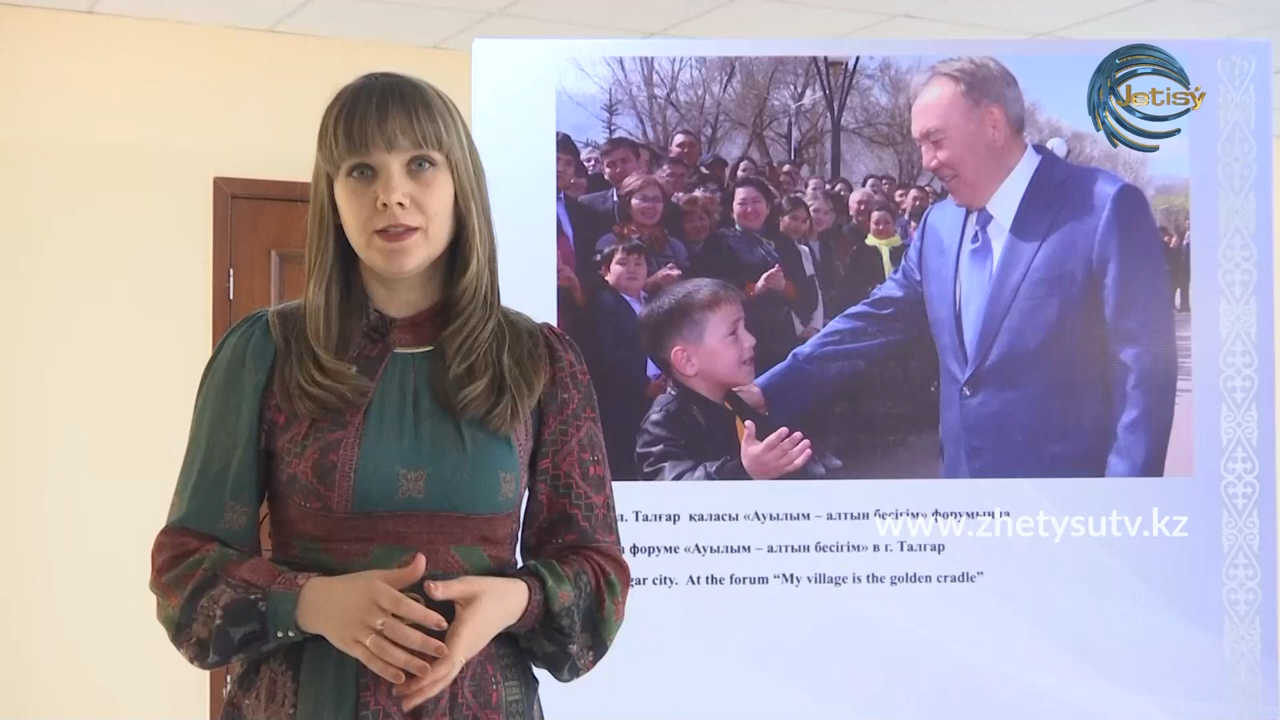 Jetisý
л. Талғар қаласы «Ауылым – алтын бесігім» форумында
www.zhetysutv.kz
форуме «Ауылым – алтын бесігім» в г. Талгар
gar city. At the forum “My village is the golden cradle”